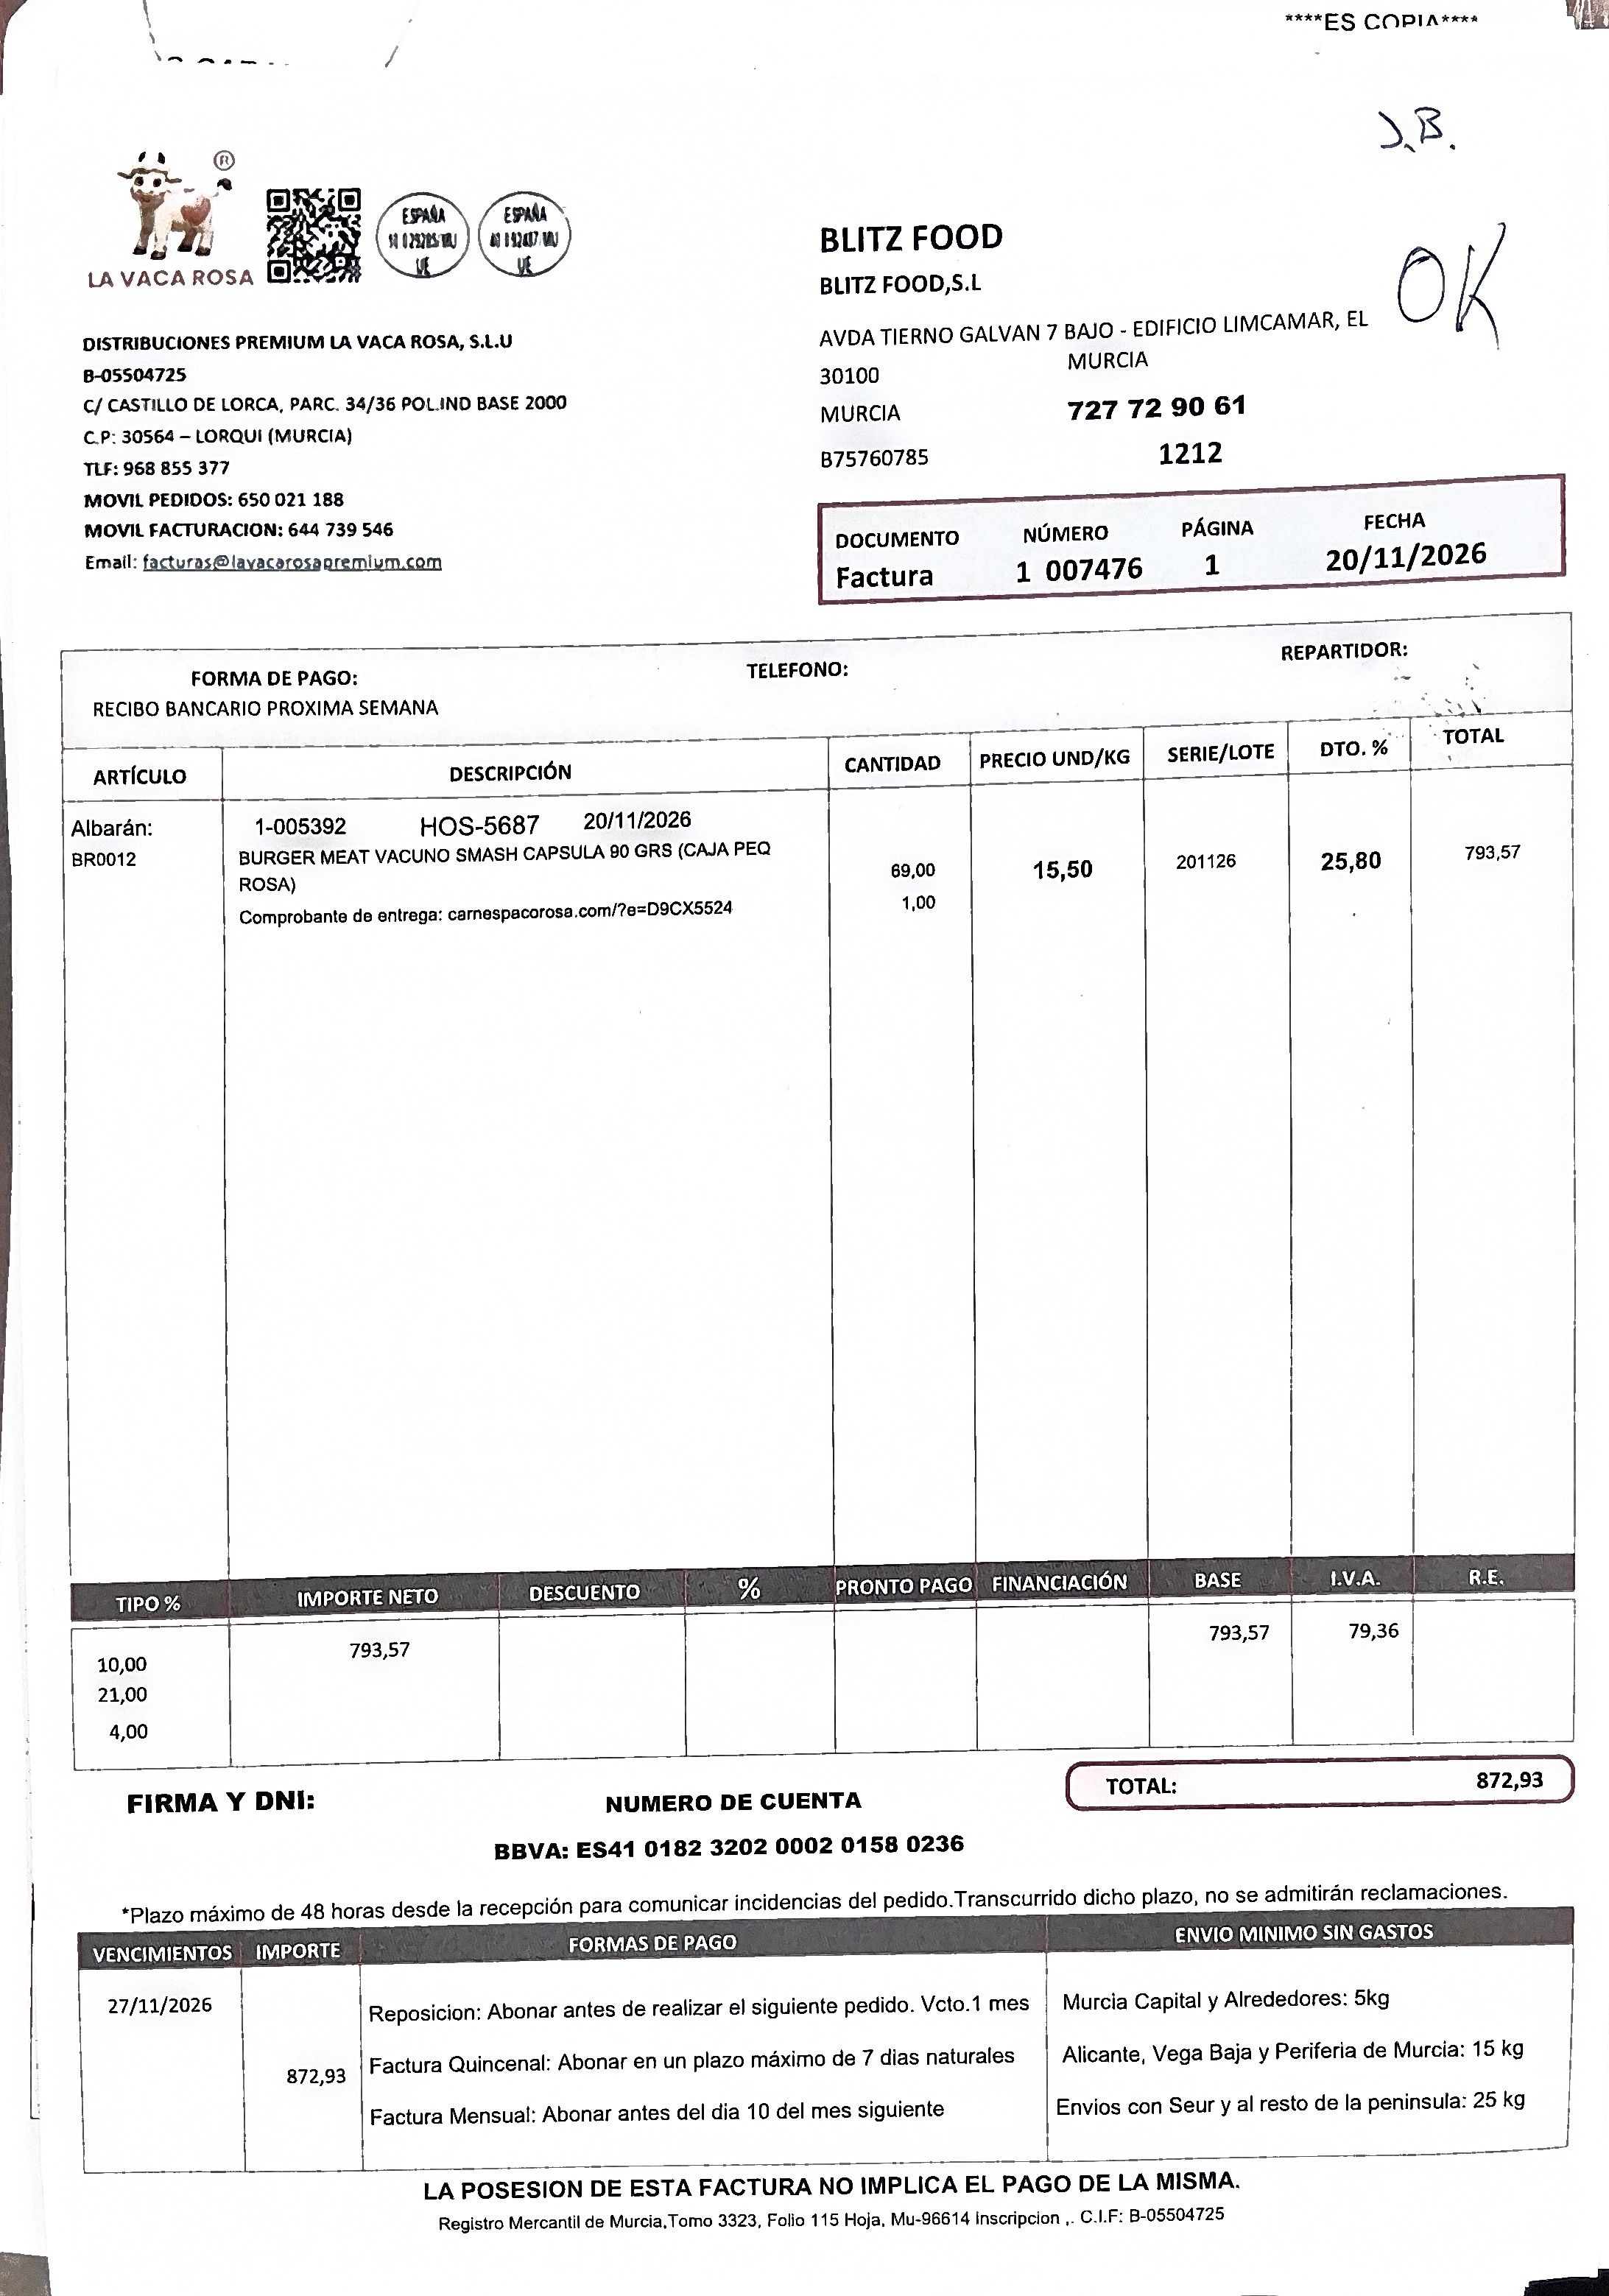 ****ES COPIA****
J.B.
OK
®
LA VACA ROSA
ESPAÑA
UE
ESPAÑA
UE
DISTRIBUCIONES PREMIUM LA VACA ROSA, S.L.U
B-05504725
C/ CASTILLO DE LORCA, PARC. 34/36 POL.IND BASE 2000
C.P: 30564 – LORQUI (MURCIA)
TLF: 968 855 377
MOVIL PEDIDOS: 650 021 188
MOVIL FACTURACION: 644 739 546
Email: facturas@lavacarosapremium.com
BLITZ FOOD
BLITZ FOOD,S.L
AVDA TIERNO GALVAN 7 BAJO - EDIFICIO LIMCAMAR, EL
30100 MURCIA
MURCIA 727 72 90 61
B75760785 1212
DOCUMENTO NÚMERO PÁGINA FECHA
Factura 1 007476 1 20/11/2026
FORMA DE PAGO: TELEFONO: REPARTIDOR:
RECIBO BANCARIO PROXIMA SEMANA
ARTÍCULO DESCRIPCIÓN CANTIDAD PRECIO UND/KG SERIE/LOTE DTO. % TOTAL
Albarán: 1-005392 HOS-5687 20/11/2026
BR0012 BURGER MEAT VACUNO SMASH CAPSULA 90 GRS (CAJA PEQ 69,00 15,50 201126 25,80 793,57
ROSA) 1,00
Comprobante de entrega: carnespacorosa.com/?e=D9CX5524
TIPO % IMPORTE NETO DESCUENTO % PRONTO PAGO FINANCIACIÓN BASE I.V.A. R.E.
10,00 793,57 793,57 79,36
21,00
4,00
TOTAL: 872,93
FIRMA Y DNI: NUMERO DE CUENTA
BBVA: ES41 0182 3202 0002 0158 0236
*Plazo máximo de 48 horas desde la recepción para comunicar incidencias del pedido.Transcurrido dicho plazo, no se admitirán reclamaciones.
VENCIMIENTOS IMPORTE FORMAS DE PAGO ENVIO MINIMO SIN GASTOS
27/11/2026 Reposicion: Abonar antes de realizar el siguiente pedido. Vcto.1 mes Murcia Capital y Alrededores: 5kg
872,93 Factura Quincenal: Abonar en un plazo máximo de 7 dias naturales Alicante, Vega Baja y Periferia de Murcia: 15 kg
Factura Mensual: Abonar antes del dia 10 del mes siguiente Envios con Seur y al resto de la peninsula: 25 kg
LA POSESION DE ESTA FACTURA NO IMPLICA EL PAGO DE LA MISMA.
Registro Mercantil de Murcia,Tomo 3323, Folio 115 Hoja, Mu-96614 inscripcion ,. C.I.F: B-05504725